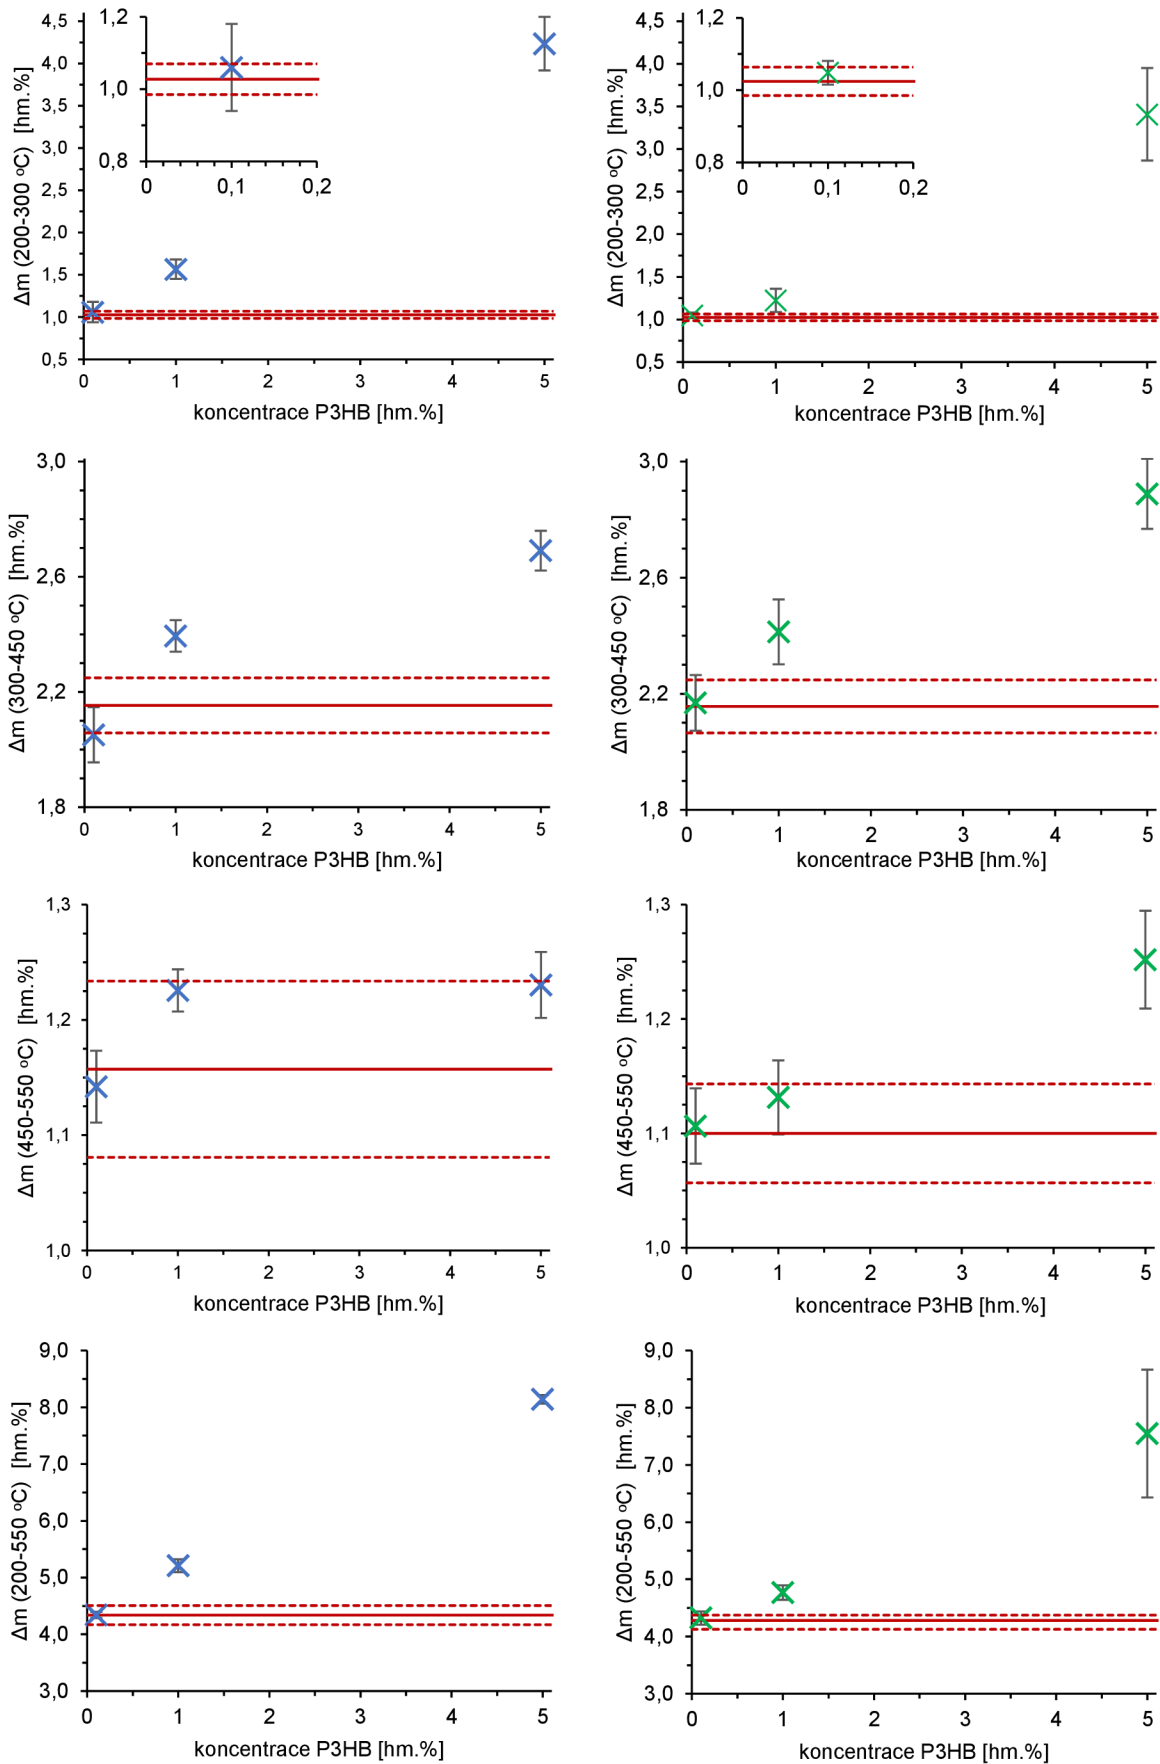 Δm (200-300 ºC) [hm.%]
4,5
4,0
3,5
3,0
2,5
2,0
1,5
1,0
0,5
0 1 2 3 4 5
koncentrace P3HB [hm.%]
1,2
1,0
0,8
0 0,1 0,2
Δm (200-300 ºC) [hm.%]
4,5
4,0
3,5
3,0
2,5
2,0
1,5
1,0
0,5
0 1 2 3 4 5
koncentrace P3HB [hm.%]
1,2
1,0
0,8
0 0,1 0,2
Δm (300-450 ºC) [hm.%]
3,0
2,6
2,2
1,8
0 1 2 3 4 5
koncentrace P3HB [hm.%]
Δm (300-450 ºC) [hm.%]
3,0
2,6
2,2
1,8
0 1 2 3 4 5
koncentrace P3HB [hm.%]
Δm (450-550 ºC) [hm.%]
1,3
1,2
1,1
1,0
0 1 2 3 4 5
koncentrace P3HB [hm.%]
Δm (450-550 ºC) [hm.%]
1,3
1,2
1,1
1,0
0 1 2 3 4 5
koncentrace P3HB [hm.%]
Δm (200-550 ºC) [hm.%]
9,0
8,0
7,0
6,0
5,0
4,0
3,0
0 1 2 3 4 5
koncentrace P3HB [hm.%]
Δm (200-550 ºC) [hm.%]
9,0
8,0
7,0
6,0
5,0
4,0
3,0
0 1 2 3 4 5
koncentrace P3HB [hm.%]